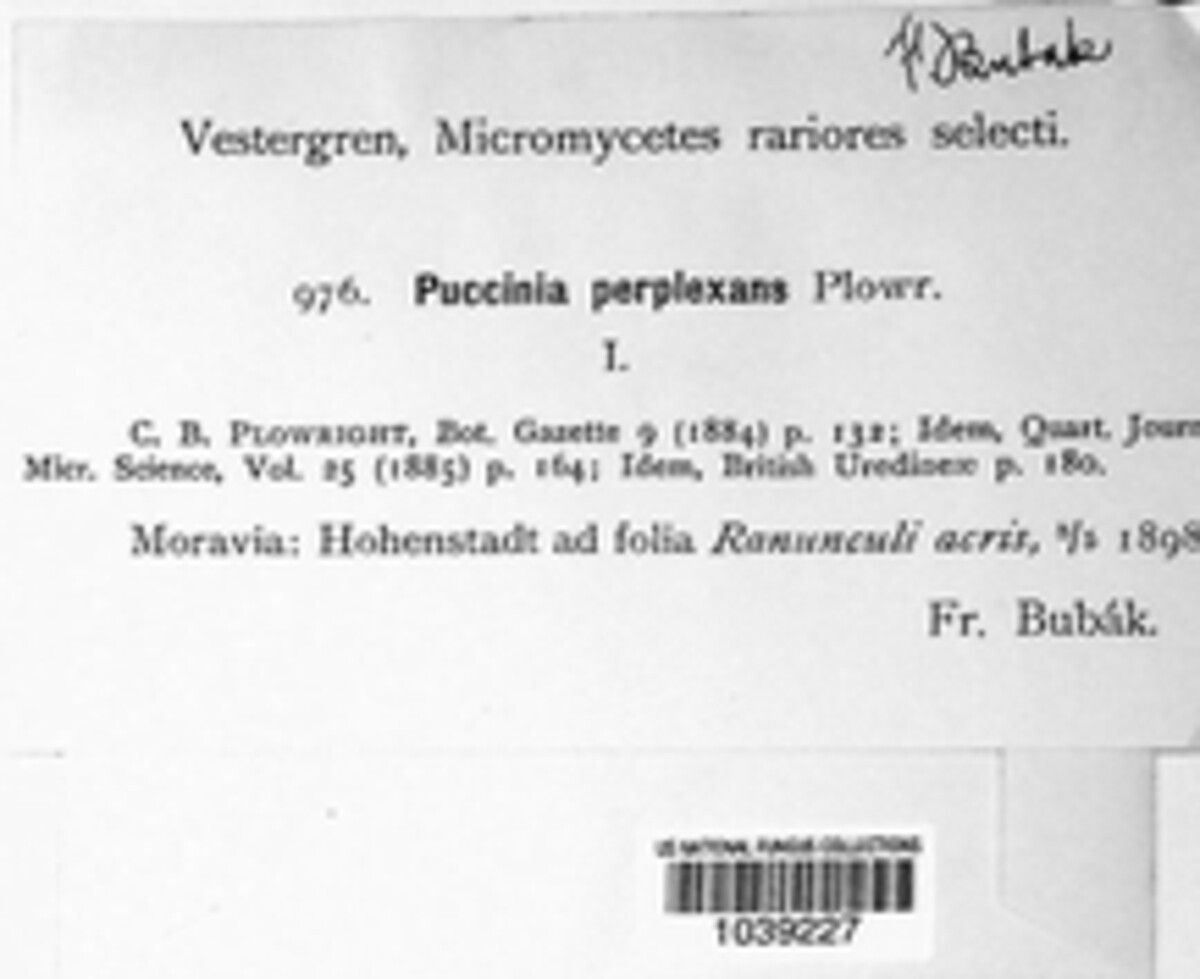 Bubak
Vestergren, Micromycetes rariores selecti.
976. Puccinia perplexans Plowr.
I.
C. B. PLOWRIGHT, Bot. Gazette 9 (1884) p. 132; Idem, Quart. Journ
Micr. Science, Vol. 25 (1885) p. 164; Idem, British Uredineæ p. 180.
Moravia: Hohenstadt ad folia Ranunculi acris, 1898
Fr. Bubák.
US NATIONAL FUNGUS COLLECTIONS
1039227